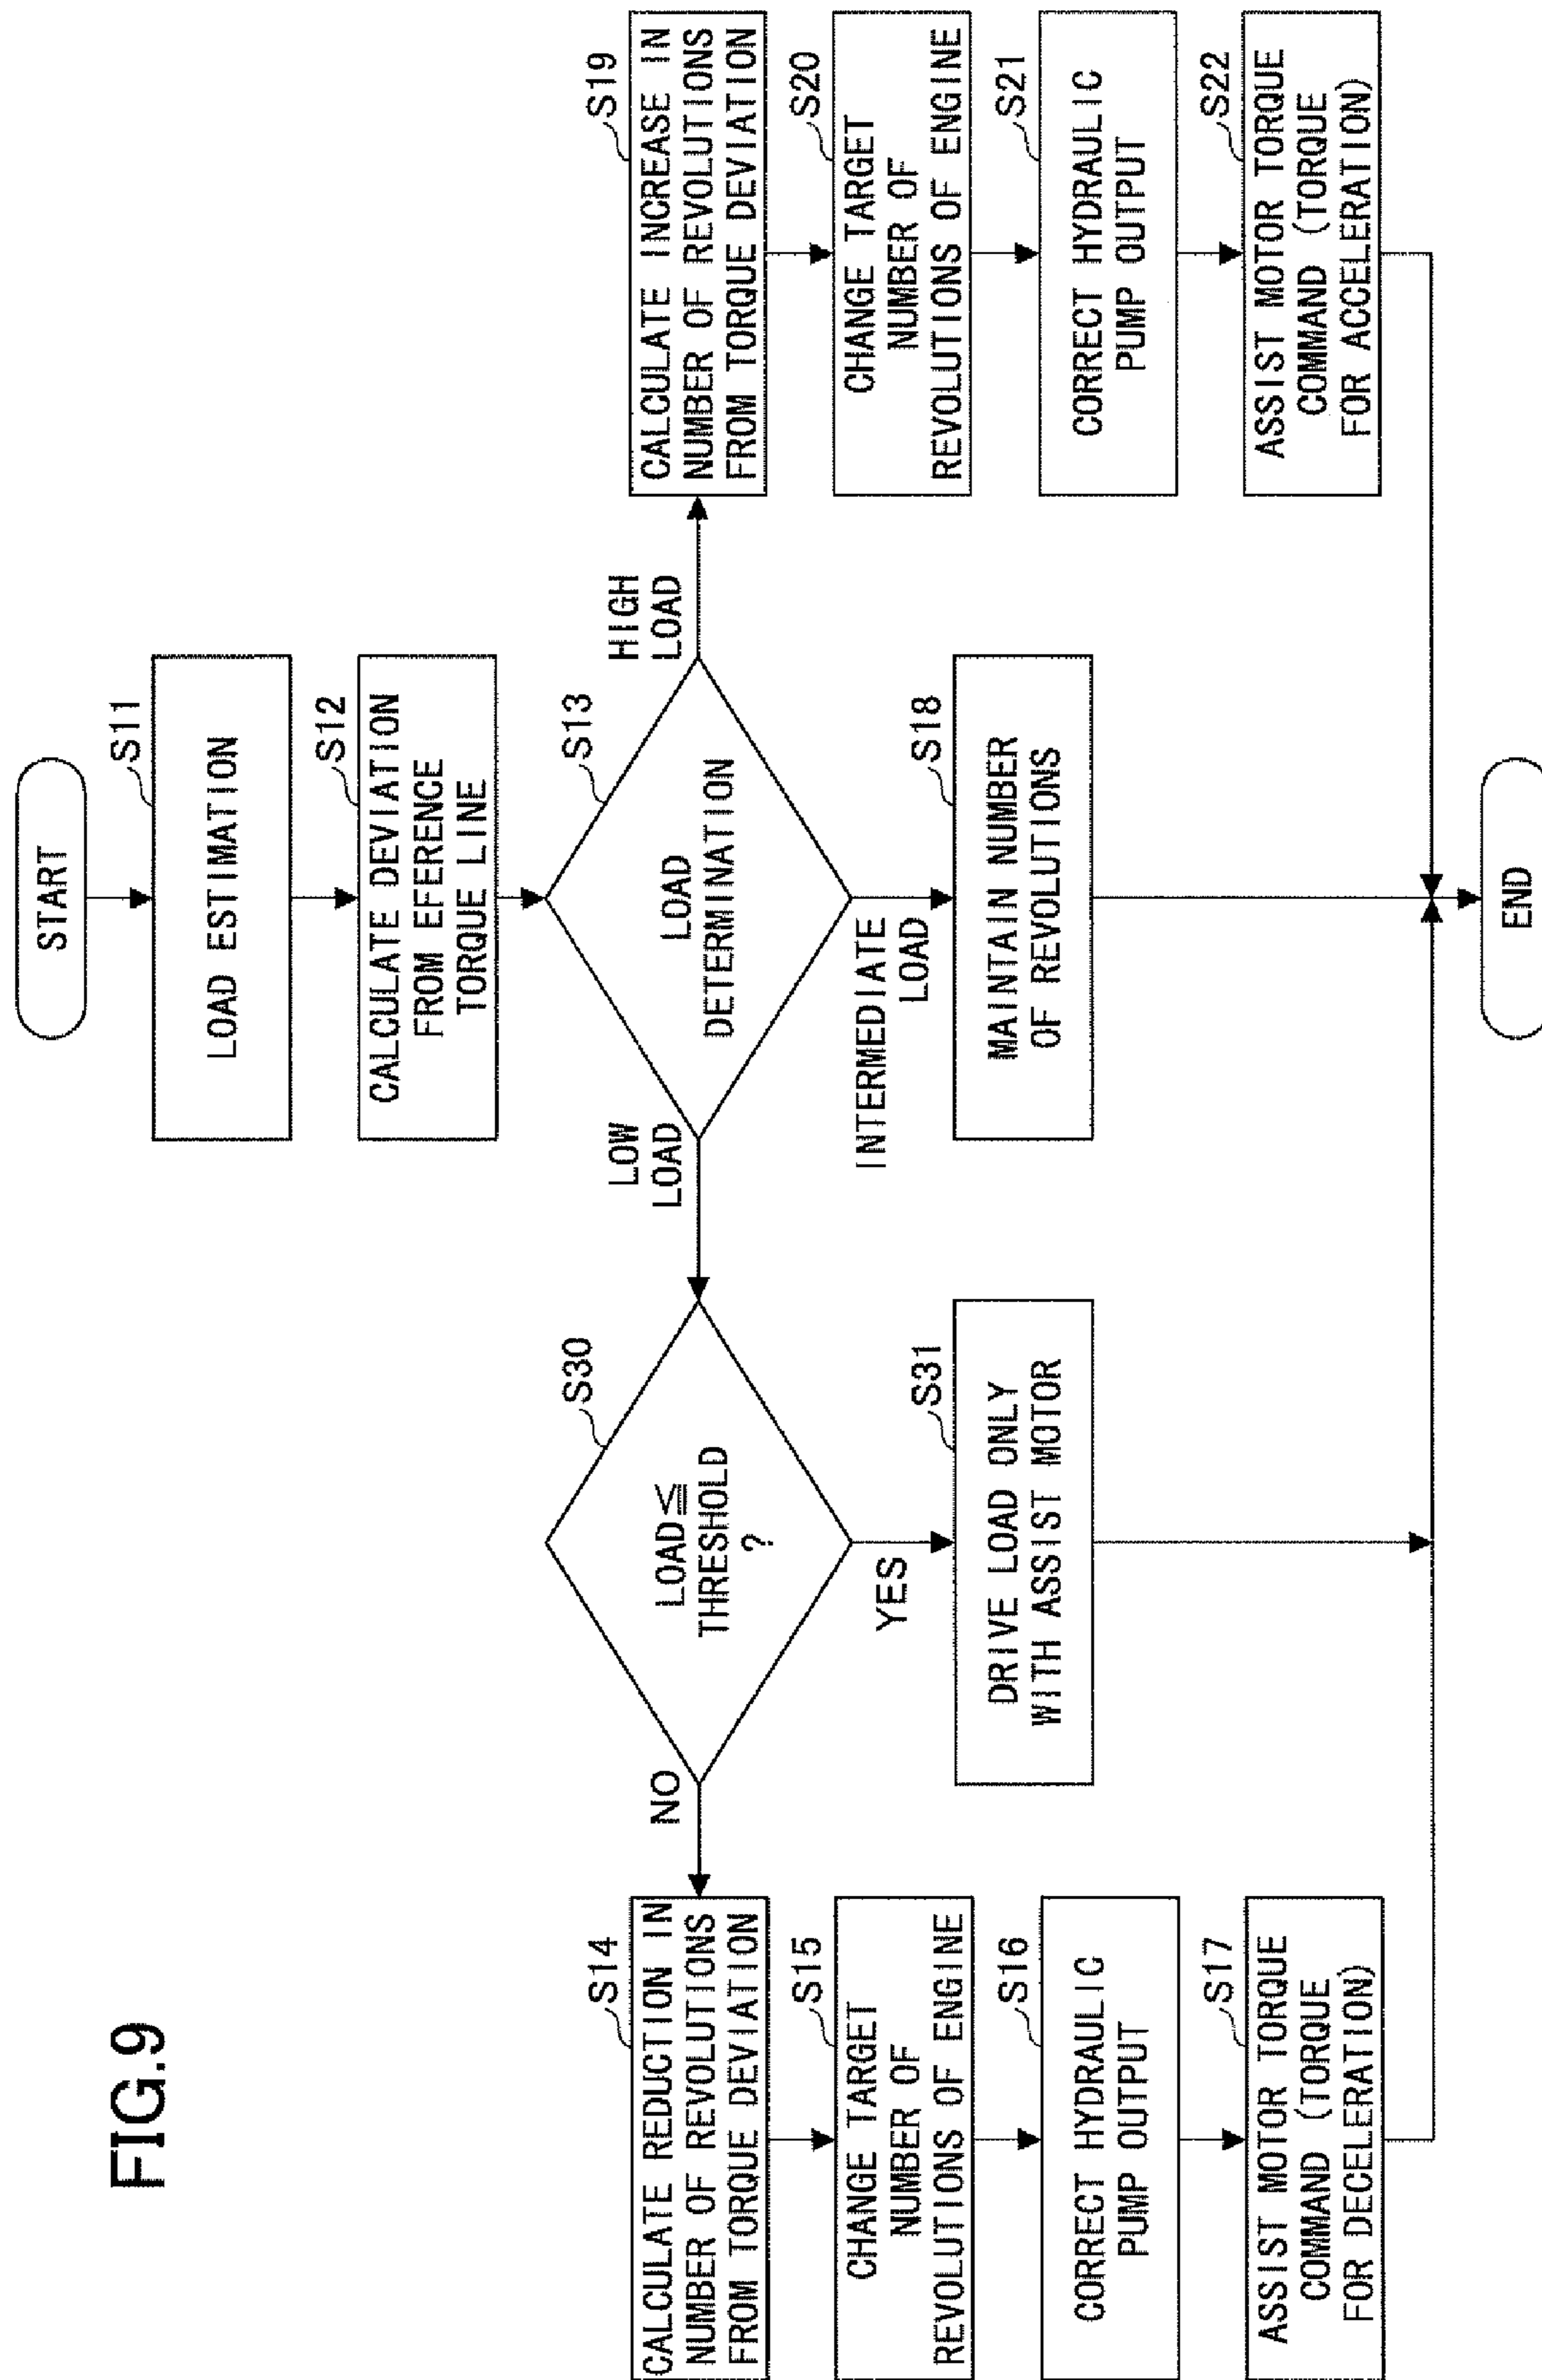 FIG.9
START
S11
LOAD ESTIMATION
S12
CALCULATE DEVIATION
FROM EFERENCE
TORQUE LINE
S13
LOAD
DETERMINATION
LOW
LOAD
INTERMEDIATE
LOAD
HIGH
LOAD
S30
LOAD≦
THRESHOLD
?
NO
YES
S14
CALCULATE REDUCTION IN
NUMBER OF REVOLUTIONS
FROM TORQUE DEVIATION
S15
CHANGE TARGET
NUMBER OF
REVOLUTIONS OF ENGINE
S16
CORRECT HYDRAULIC
PUMP OUTPUT
S17
ASSIST MOTOR TORQUE
COMMAND (TORQUE
FOR DECELERATION)
S31
DRIVE LOAD ONLY
WITH ASSIST MOTOR
S18
MAINTAIN NUMBER
OF REVOLUTIONS
S19
CALCULATE INCREASE IN
NUMBER OF REVOLUTIONS
FROM TORQUE DEVIATION
S20
CHANGE TARGET
NUMBER OF
REVOLUTIONS OF ENGINE
S21
CORRECT HYDRAULIC
PUMP OUTPUT
S22
ASSIST MOTOR TORQUE
COMMAND (TORQUE
FOR ACCELERATION)
END